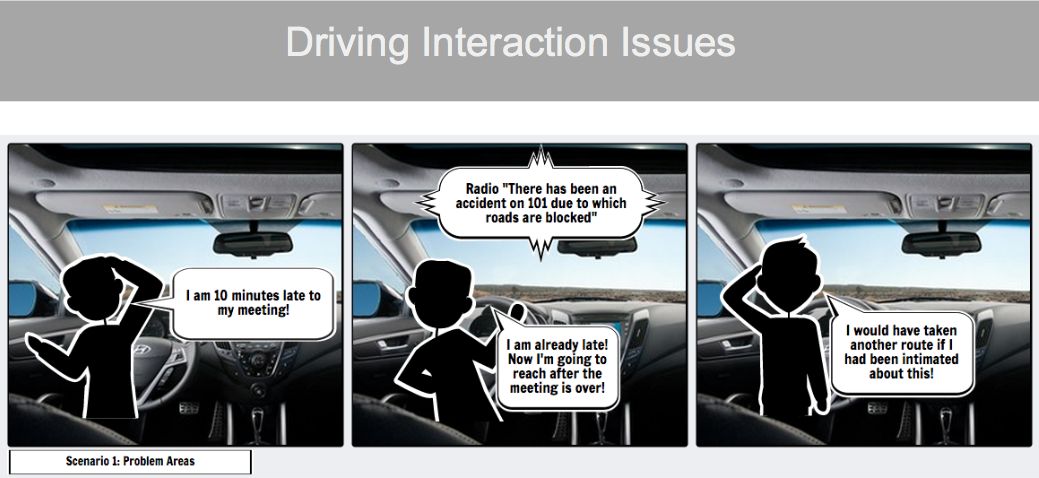 Driving Interaction Issues
I am 10 minutes late to
my meeting!
Radio "There has been an
accident on 101 due to which
roads are blocked"
I am already late!
Now I'm going to
reach after the
meeting is over!
I would have taken
another route if I
had been intimated
about this!
Scenario 1: Problem Areas